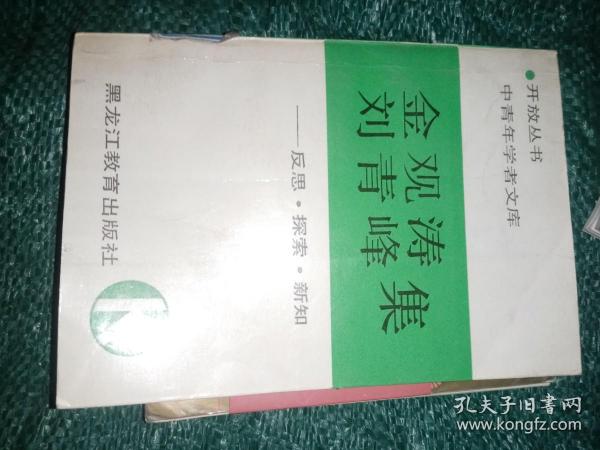 ●开放丛书
中青年学者文库
金观涛
刘青峰
集
——反思·探索·新知
黑龙江教育出版社
孔夫子旧书网
www.kongfz.com